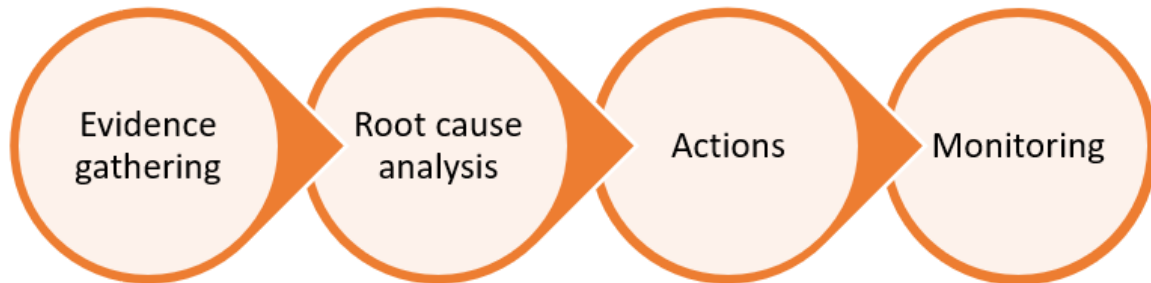 Evidence
gathering
Root cause
analysis
Actions
Monitoring